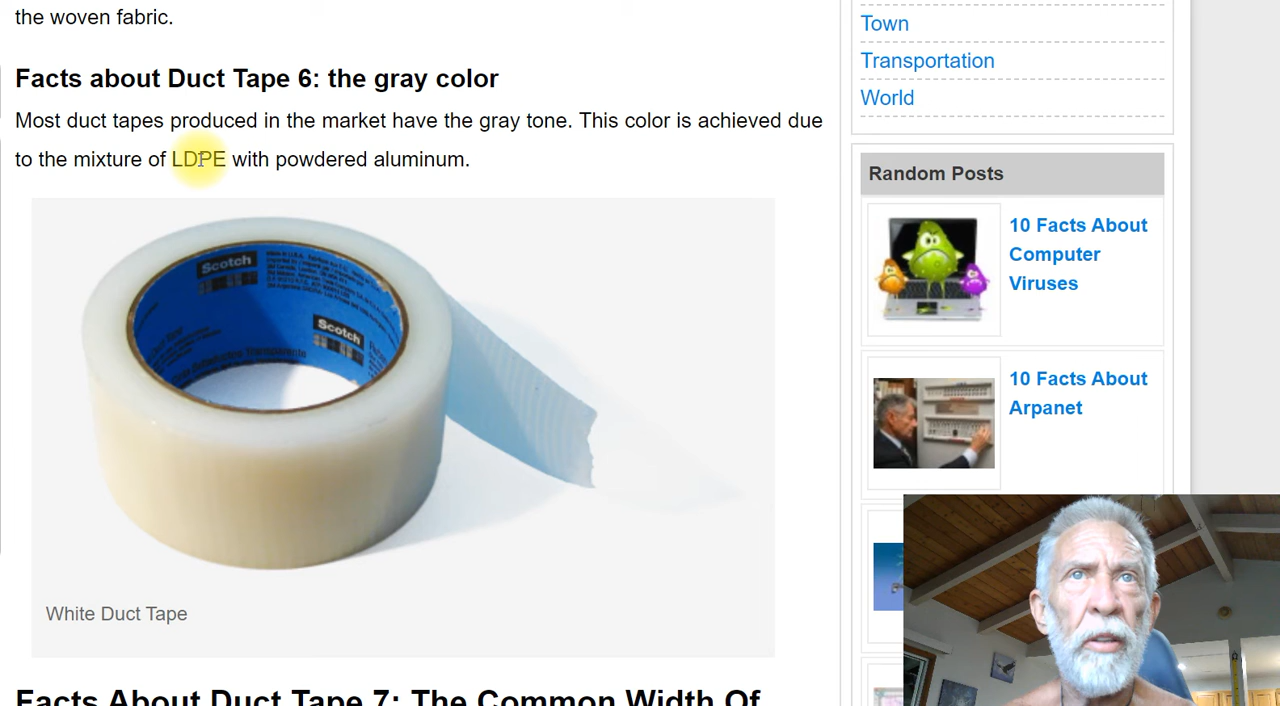 the woven fabric.
Facts about Duct Tape 6: the gray color
Most duct tapes produced in the market have the gray tone. This color is achieved due
to the mixture of LDPE with powdered aluminum.
Scotch
Scotch
White Duct Tape
Facts About Duct Tape 7: The Common Width Of
Town
Transportation
World
Random Posts
10 Facts About
Computer
Viruses
10 Facts About
Arpanet